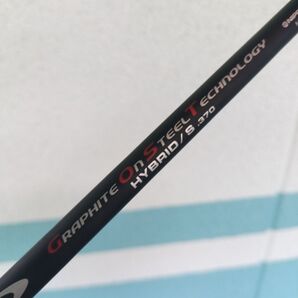 GRAPHITE ON STEEL TECHNOLOGY
HYBRID/S .370